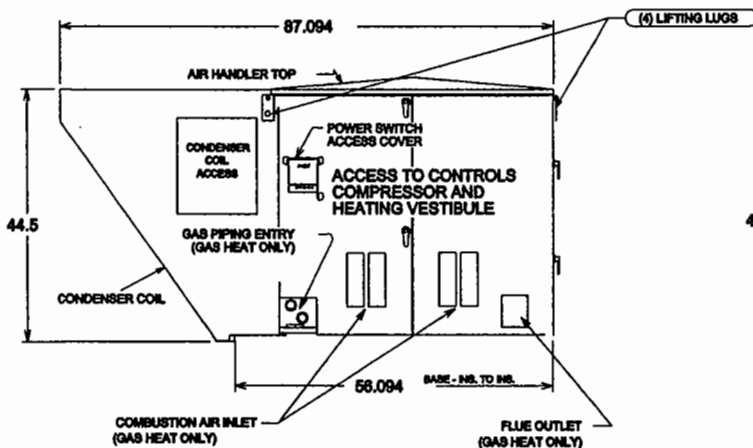 87.094
(4) LIFTING LUGS
AIR HANDLER TOP
CONDENSER
COIL
ACCESS
POWER SWITCH
ACCESS COVER
ACCESS TO CONTROLS
COMPRESSOR AND
HEATING VESTIBULE
44.5
4
GAS PIPING ENTRY
(GAS HEAT ONLY)
CONDENSER COIL
56.094
BASE - INS. TO INS.
COMBUSTION AIR INLET
(GAS HEAT ONLY)
FLUE OUTLET
(GAS HEAT ONLY)